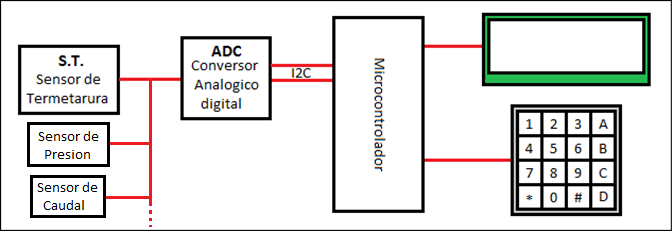 S.T.
Sensor de
Termetarura
Sensor de
Presion
Sensor de
Caudal
ADC
Conversor
Analogico
digital
I2C
Microcontrolador
1 2 3 A
4 5 6 B
7 8 9 C
* 0 # D